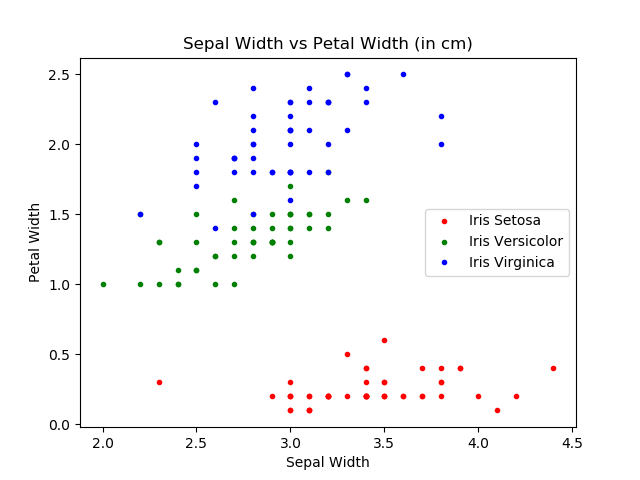 Sepal Width vs Petal Width (in cm)
2.5
2.0
1.5
1.0
0.5
0.0
Petal Width
Iris Setosa
Iris Versicolor
Iris Virginica
2.0 2.5 3.0 3.5 4.0 4.5
Sepal Width